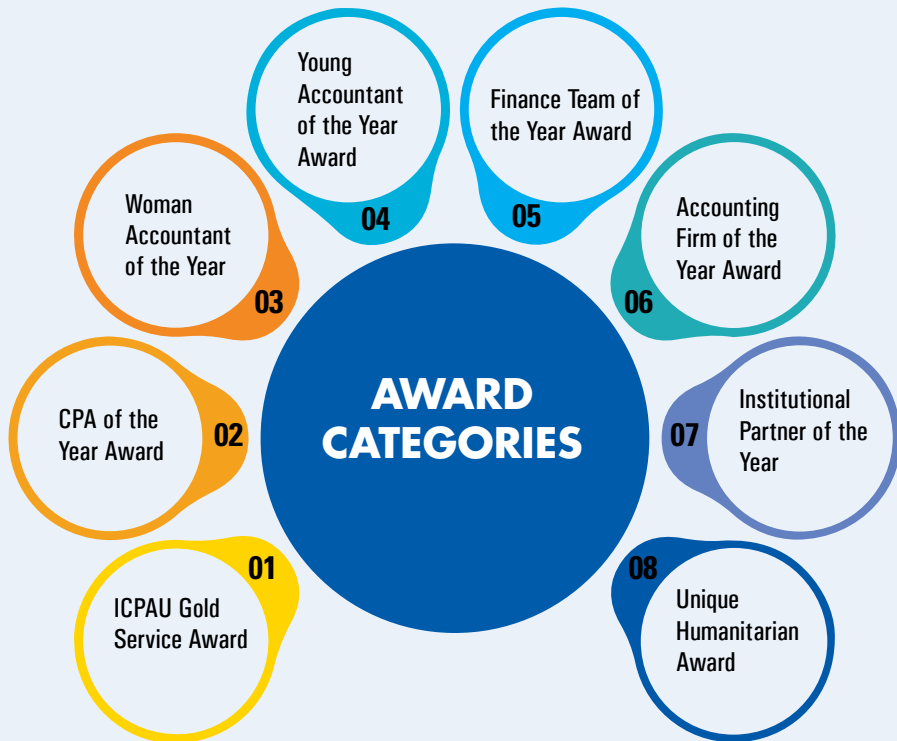 AWARD
CATEGORIES
01
ICPAU Gold
Service Award
02
CPA of the
Year Award
03
Woman
Accountant
of the Year
04
Young
Accountant
of the Year
Award
05
Finance Team of
the Year Award
06
Accounting
Firm of the
Year Award
07
Institutional
Partner of the
Year
08
Unique
Humanitarian
Award